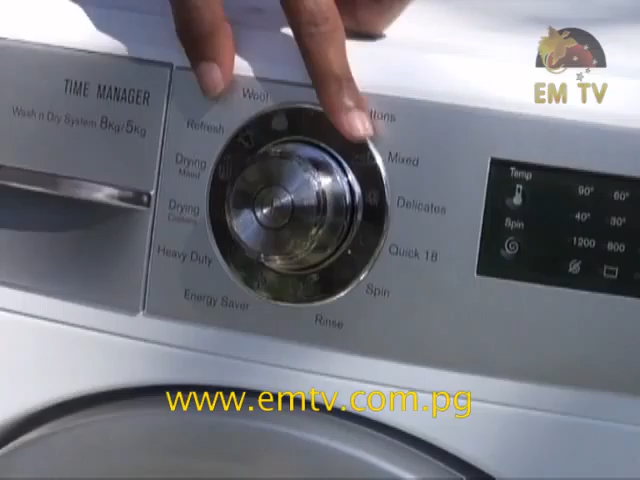 EM TV
TIME MANAGER
Wash n Dry System 8Kg/5Kg
Wool
Refresh
Mixed
Drying
Mixed
Delicates
Drying
Quick 18
Heavy Duty
Spin
Energy Saver
Rinse
Temp
90° 60°
40° 30°
Spin
1200 800
www.emtv.com.pg